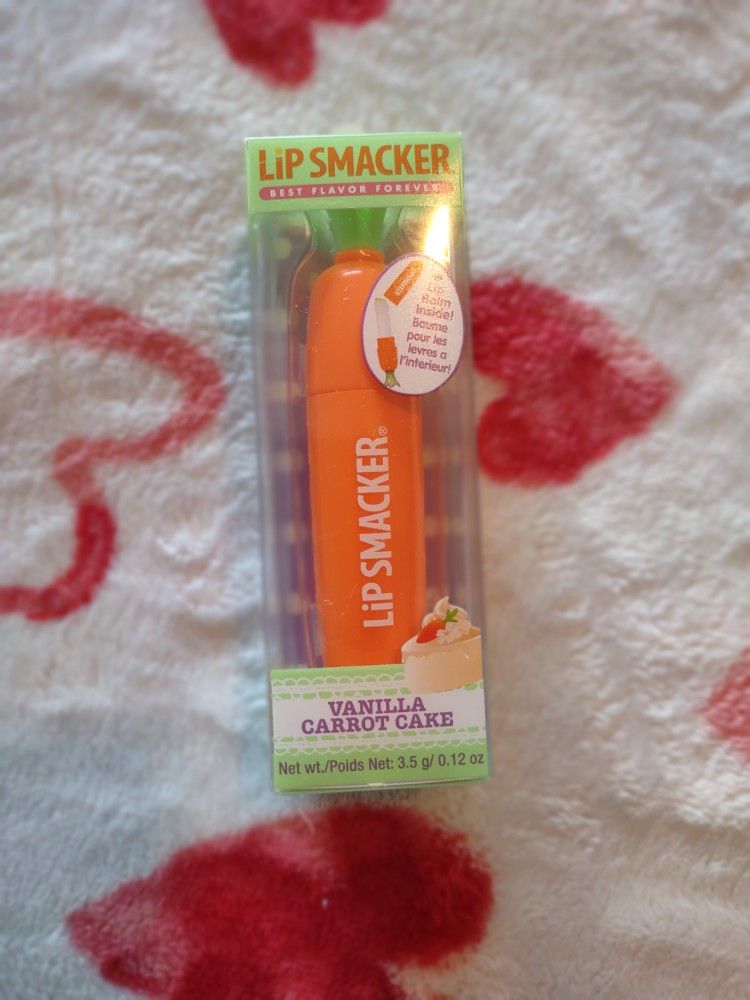 LiP SMACKER
BEST FLAVOR FOREVER
Lip
Balm
Inside!
Baume
pour les
levres a
l'interieur!
LiP SMACKER®
VANILLA
CARROT CAKE
Net wt./Poids Net: 3.5 g/ 0.12 oz